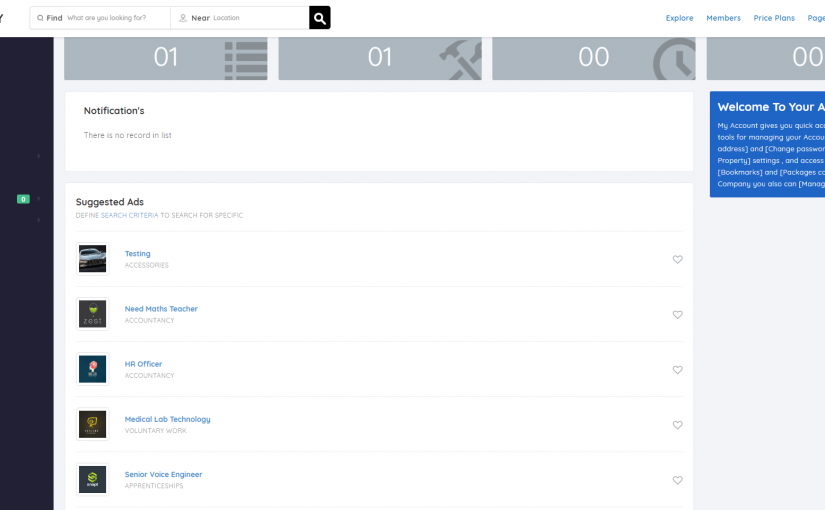 Y
Find What are you looking for?
Near Location
Explore Members Price Plans Page
01 01 00 00
Notification's
There is no record in list
Welcome To Your A
My Account gives you quick acc
tools for managing your Accou
address] and [Change passwor
Property] settings , and access
[Bookmarks] and [Packages co
Company you also can [Manag
0
Suggested Ads
DEFINE SEARCH CRITERIA TO SEARCH FOR SPECIFIC
Testing
ACCESSORIES
zest
Need Maths Teacher
ACCOUNTANCY
HR Officer
ACCOUNTANCY
Medical Lab Technology
VOLUNTARY WORK
Senior Voice Engineer
APPRENTICESHIPS